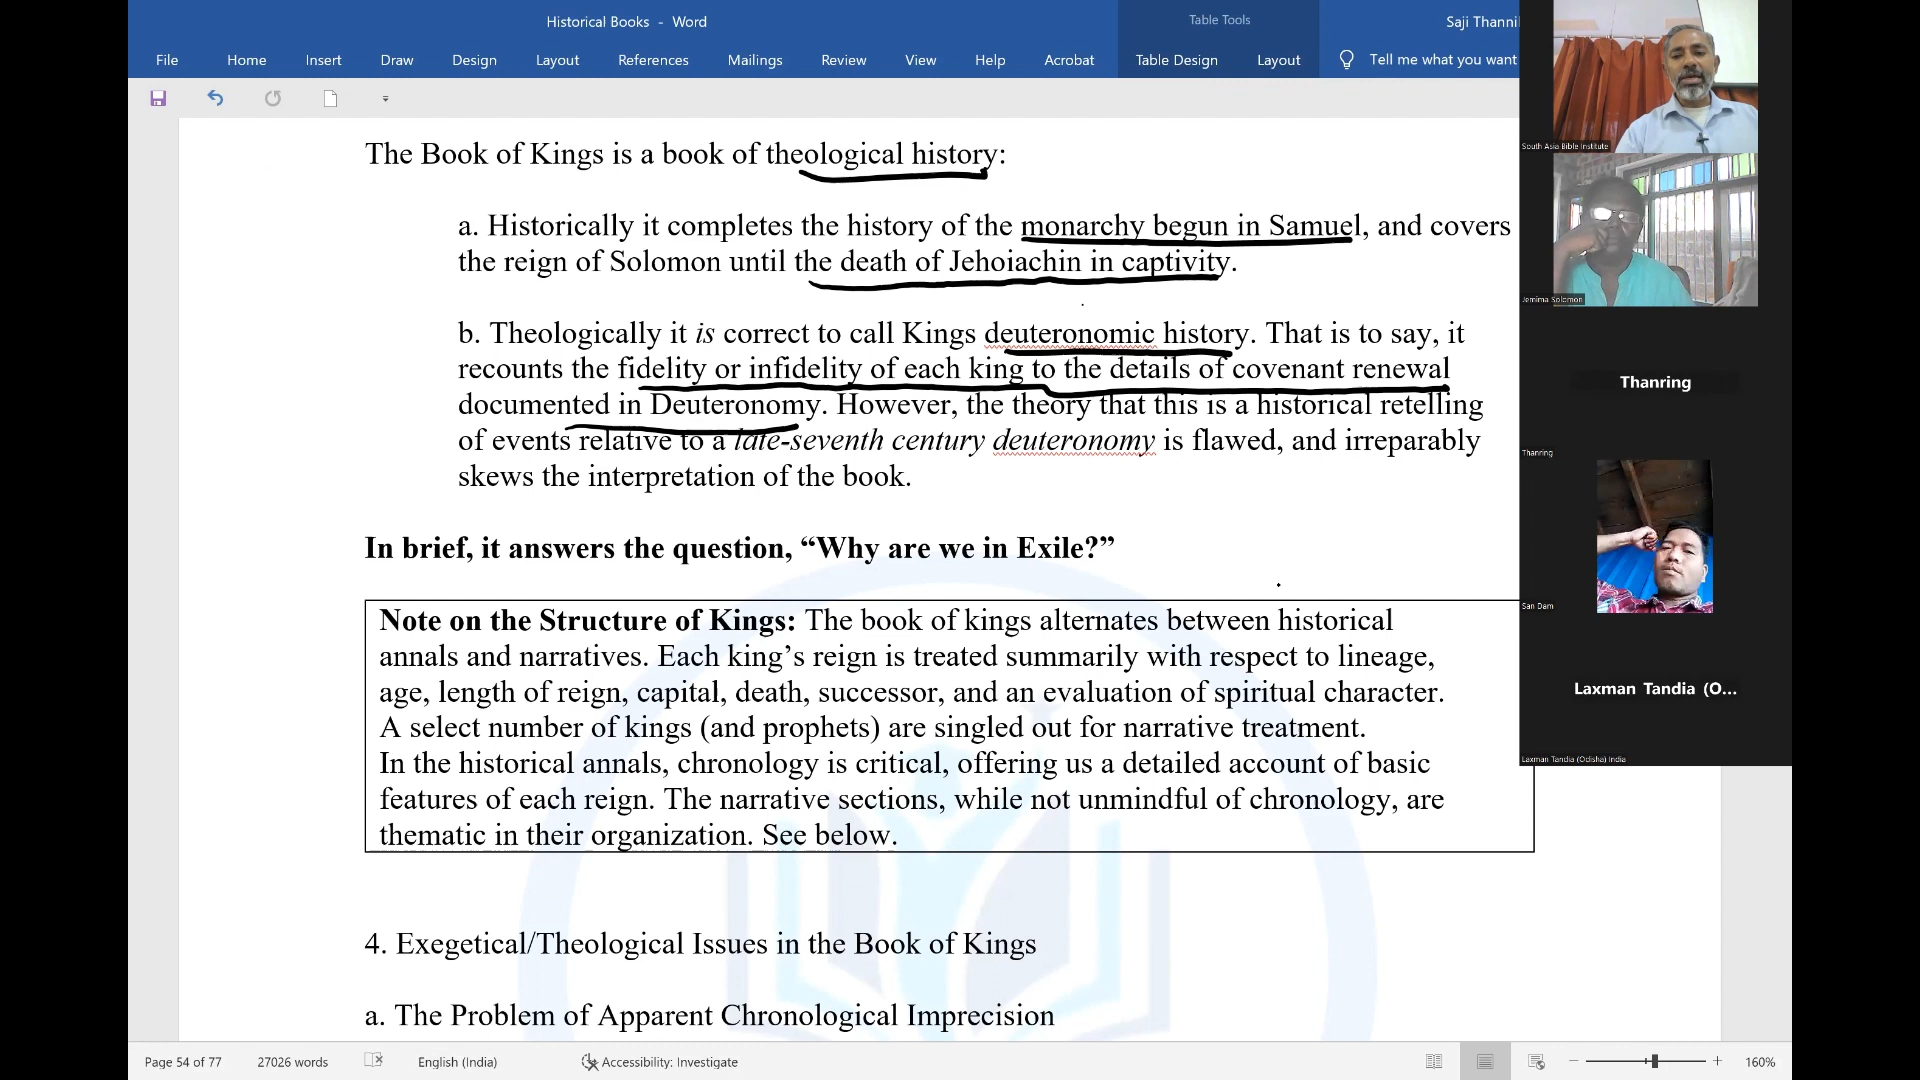 Historical Books - Word
Table Tools
Saji Thanni
File Home Insert Draw Design Layout References Mailings Review View Help Acrobat Table Design Layout Tell me what you want
The Book of Kings is a book of theological history:
a. Historically it completes the history of the monarchy begun in Samuel, and covers
the reign of Solomon until the death of Jehoiachin in captivity.
b. Theologically it is correct to call Kings deuteronomic history. That is to say, it
recounts the fidelity or infidelity of each king to the details of covenant renewal
documented in Deuteronomy. However, the theory that this is a historical retelling
of events relative to a late-seventh century deuteronomy is flawed, and irreparably
skews the interpretation of the book.
In brief, it answers the question, “Why are we in Exile?”
Note on the Structure of Kings: The book of kings alternates between historical
annals and narratives. Each king’s reign is treated summarily with respect to lineage,
age, length of reign, capital, death, successor, and an evaluation of spiritual character.
A select number of kings (and prophets) are singled out for narrative treatment.
In the historical annals, chronology is critical, offering us a detailed account of basic
features of each reign. The narrative sections, while not unmindful of chronology, are
thematic in their organization. See below.
4. Exegetical/Theological Issues in the Book of Kings
a. The Problem of Apparent Chronological Imprecision
Page 54 of 77 27026 words English (India) Accessibility: Investigate 160%
South Asia Bible Institute
Jemima Solomon
Thanring
Thanring
San Dam
Laxman Tandia (O...
Laxman Tandia (Odisha) India